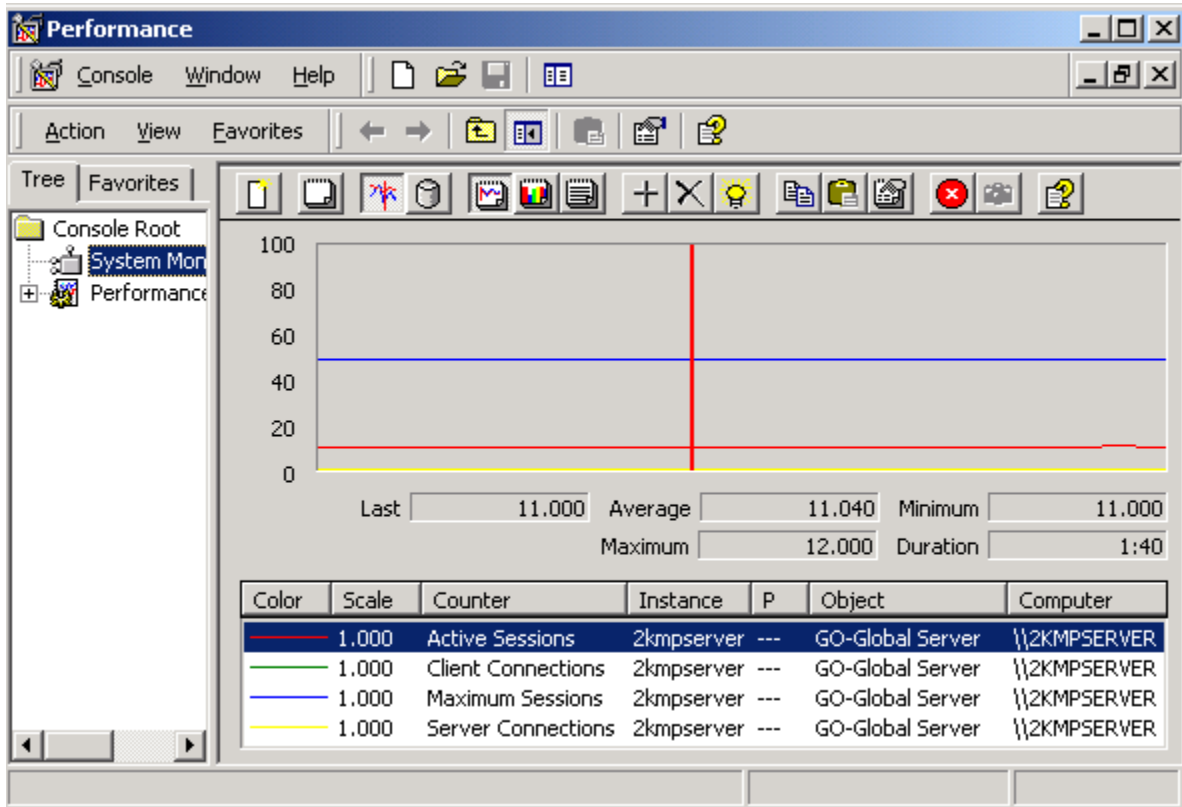 Performance
Console Window Help
Action View Favorites
Tree Favorites
Console Root
System Mon
Performance
100
80
60
40
20
0
Last 11.000 Average 11.040 Minimum 11.000
Maximum 12.000 Duration 1:40
Color Scale Counter Instance P Object Computer
1.000 Active Sessions 2kmpserver --- GO-Global Server \\2KMPSERVER
1.000 Client Connections 2kmpserver --- GO-Global Server \\2KMPSERVER
1.000 Maximum Sessions 2kmpserver --- GO-Global Server \\2KMPSERVER
1.000 Server Connections 2kmpserver --- GO-Global Server \\2KMPSERVER